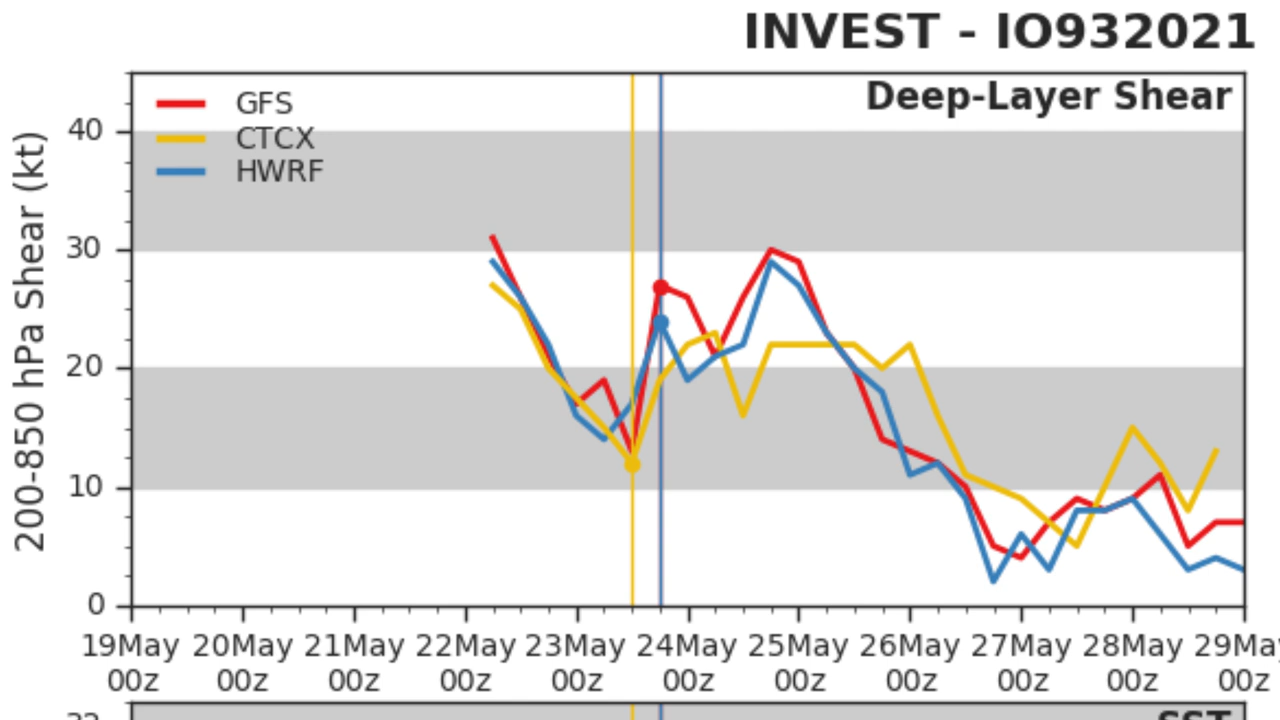 INVEST - IO932021
Deep-Layer Shear
GFS
CTCX
HWRF
200-850 hPa Shear (kt)
40
30
20
10
0
19May 20May 21May 22May 23May 24May 25May 26May 27May 28May 29May
00z 00z 00z 00z 00z 00z 00z 00z 00z 00z 00z
32
SST